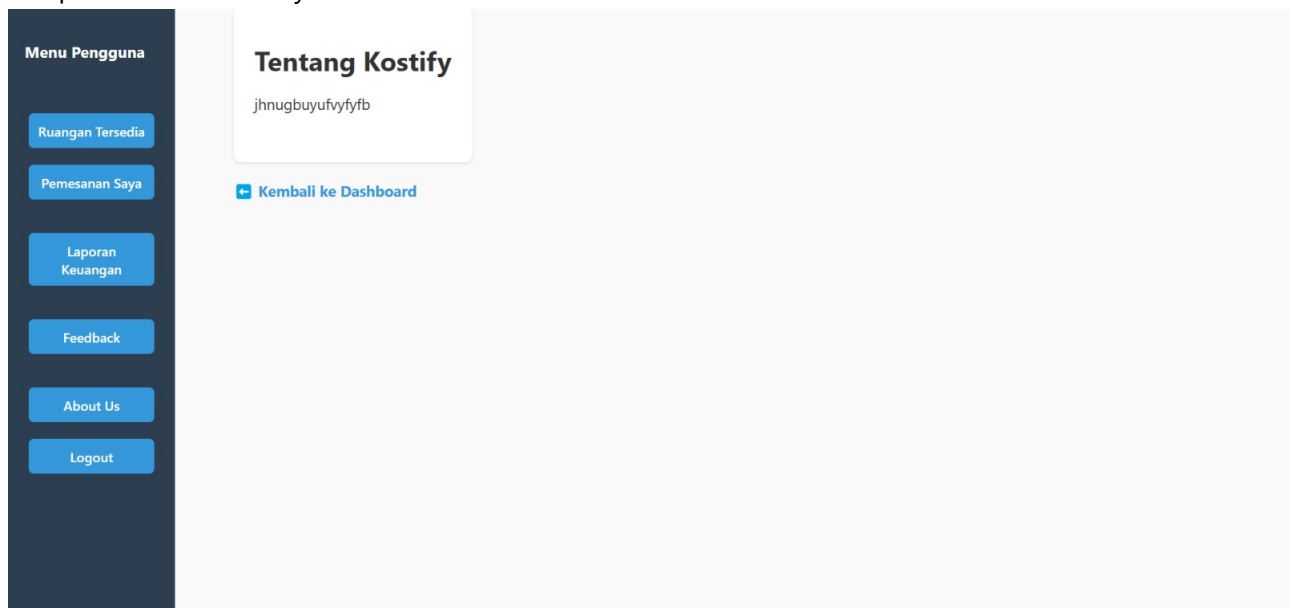 Menu Pengguna
Ruangan Tersedia
Pemesanan Saya
Laporan
Keuangan
Feedback
About Us
Logout
Tentang Kostify
jhnugbuyufvyfyfb
Kembali ke Dashboard